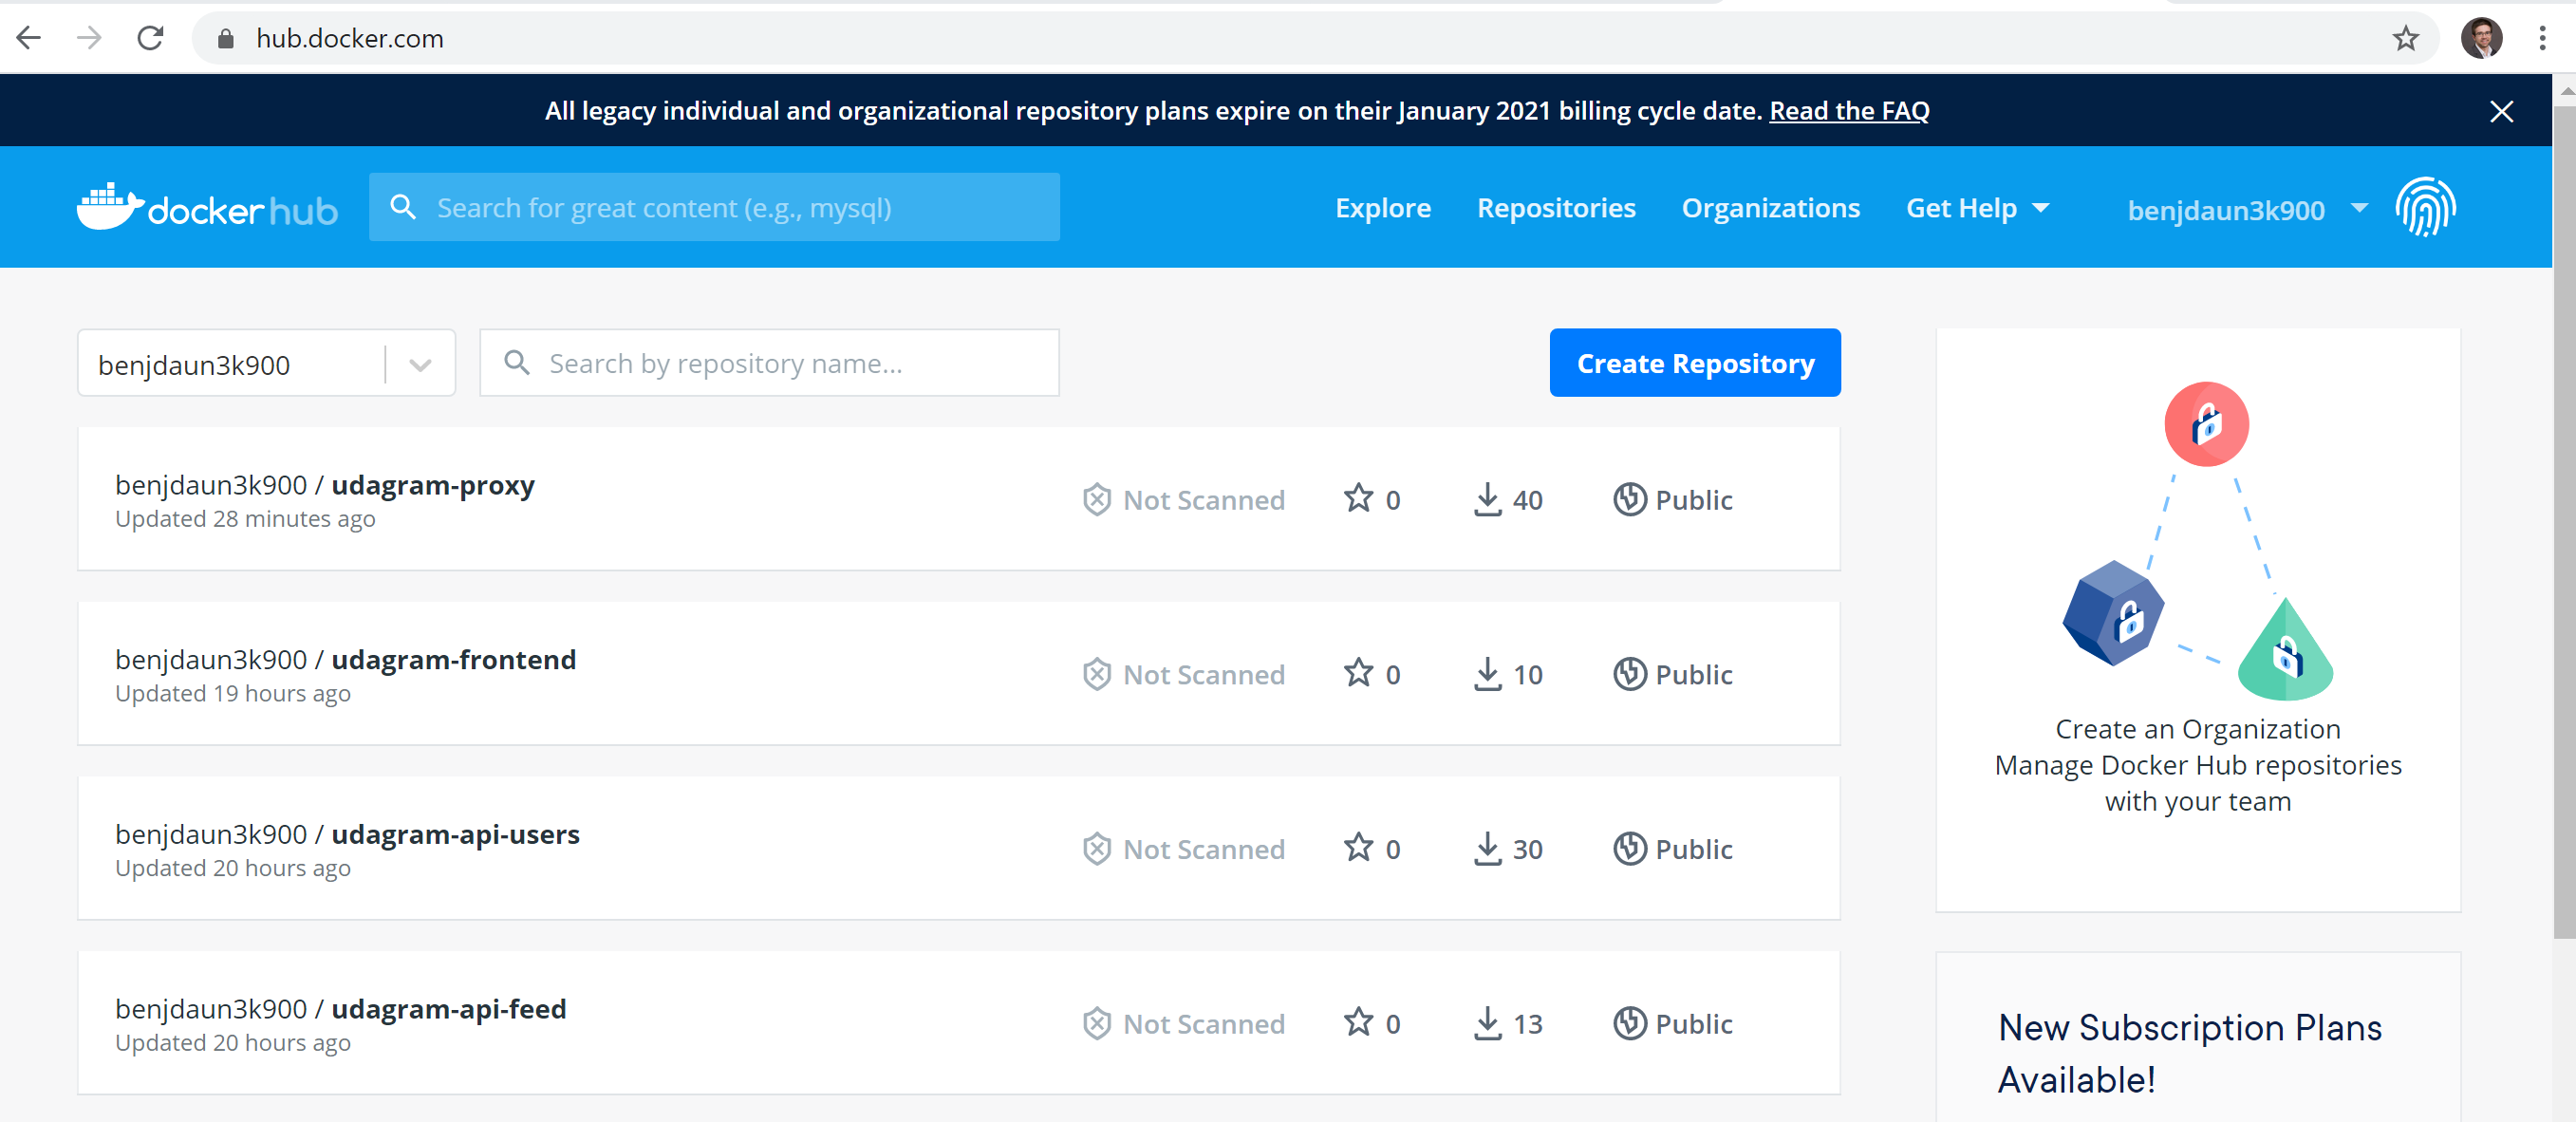 hub.docker.com
All legacy individual and organizational repository plans expire on their January 2021 billing cycle date. Read the FAQ
docker hub
Search for great content (e.g., mysql)
Explore
Repositories
Organizations
Get Help
benjdaun3k900
benjdaun3k900
Search by repository name...
Create Repository
benjdaun3k900 / udagram-proxy
Updated 28 minutes ago
Not Scanned
0
40
Public
benjdaun3k900 / udagram-frontend
Updated 19 hours ago
Not Scanned
0
10
Public
benjdaun3k900 / udagram-api-users
Updated 20 hours ago
Not Scanned
0
30
Public
benjdaun3k900 / udagram-api-feed
Updated 20 hours ago
Not Scanned
0
13
Public
Create an Organization
Manage Docker Hub repositories
with your team
New Subscription Plans
Available!